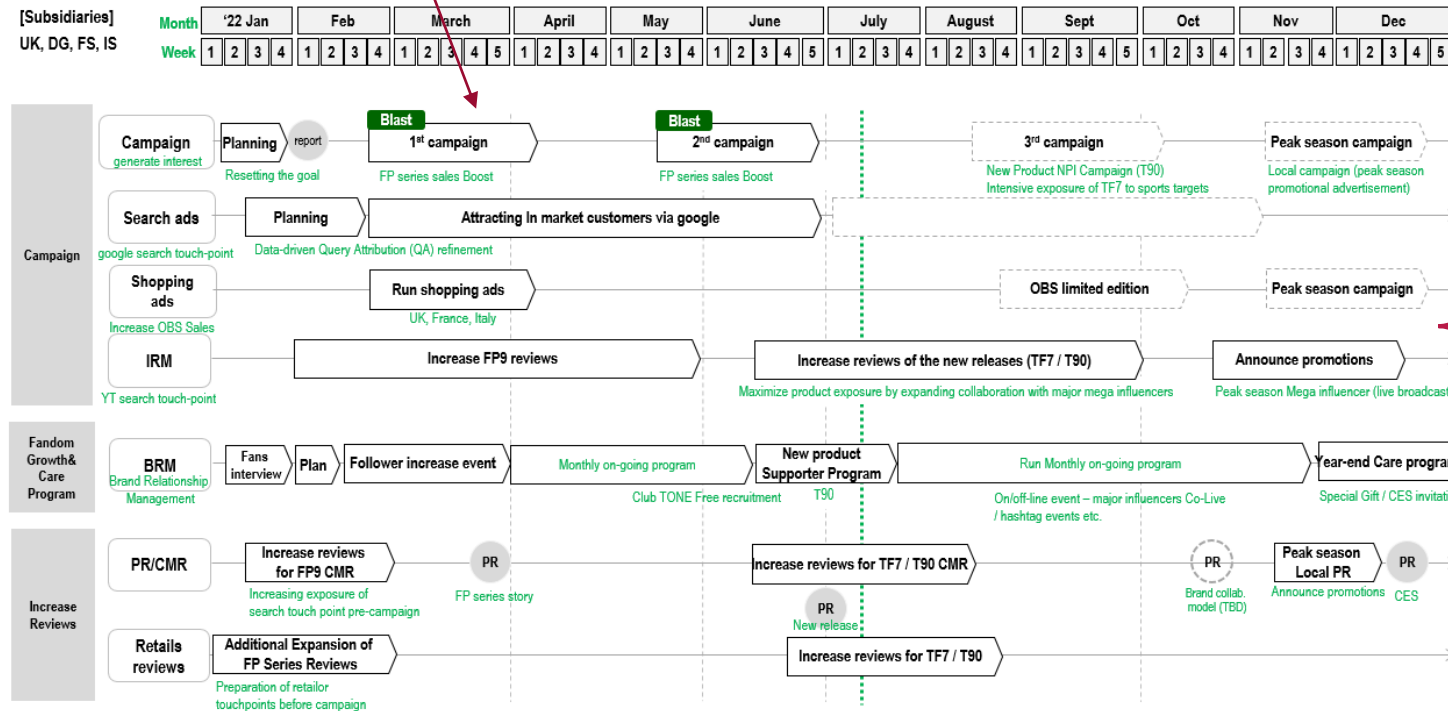 [Subsidiaries]
UK, DG, FS, IS
Month '22 Jan Feb March April May June July August Sept Oct Nov Dec
Week 1 2 3 4 1 2 3 4 1 2 3 4 5 1 2 3 4 1 2 3 4 1 2 3 4 5 1 2 3 4 1 2 3 4 1 2 3 4 5 1 2 3 4 1 2 3 4 1 2 3 4 5
Campaign
Campaign
generate interest
Planning
report
Resetting the goal
Blast
1st campaign
FP series sales Boost
Blast
2nd campaign
FP series sales Boost
3rd campaign
New Product NPI Campaign (T90)
Intensive exposure of TF7 to sports targets
Peak season campaign
Local campaign (peak season
promotional advertisement)
Search ads
google search touch-point
Planning
Data-driven Query Attribution (QA) refinement
Attracting In market customers via google
Shopping
ads
Increase OBS Sales
Run shopping ads
UK, France, Italy
OBS limited edition
Peak season campaign
IRM
YT search touch-point
Increase FP9 reviews
Increase reviews of the new releases (TF7 / T90)
Maximize product exposure by expanding collaboration with major mega influencers
Announce promotions
Peak season Mega influencer (live broadcast
Fandom
Growth&
Care
Program
BRM
Brand Relationship
Management
Fans
interview
Plan
Follower increase event
Monthly on-going program
Club TONE Free recruitment
New product
Supporter Program
T90
Run Monthly on-going program
On/off-line event – major influencers Co-Live
/ hashtag events etc.
Year-end Care program
Special Gift / CES invitati
Increase
Reviews
PR/CMR
Increase reviews
for FP9 CMR
Increasing exposure of
search touch point pre-campaign
PR
FP series story
Increase reviews for TF7 / T90 CMR
PR
New release
PR
Brand collab.
model (TBD)
Peak season
Local PR
Announce promotions
PR
CES
Retails
reviews
Additional Expansion of
FP Series Reviews
Preparation of retailor
touchpoints before campaign
Increase reviews for TF7 / T90